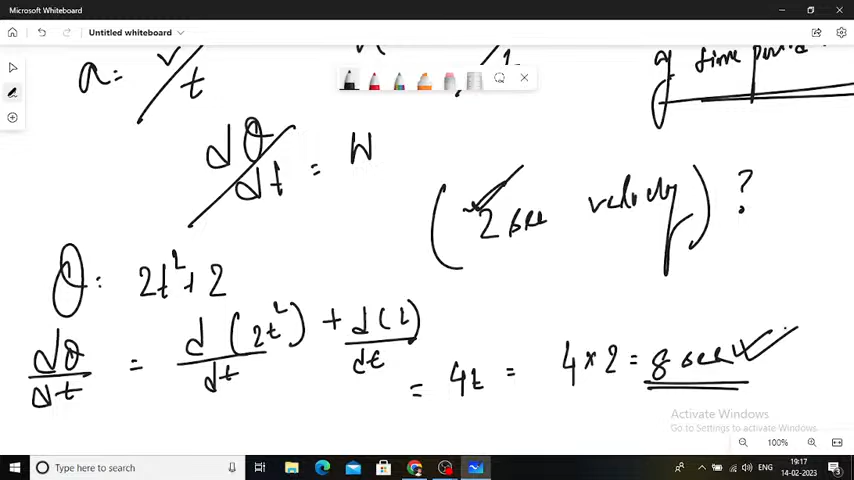 Microsoft Whiteboard
Untitled whiteboard
a = v/t
of time period
dθ/dt = W
(2 sec velocity) ?
θ = 2t² + 2
dθ/dt = d(2t²)/dt + d(2)/dt = 4t = 4 × 2 = 8 sec
Activate Windows
Go to Settings to activate Windows.
100%
Type here to search
ENG
19:17
14-02-2023
3